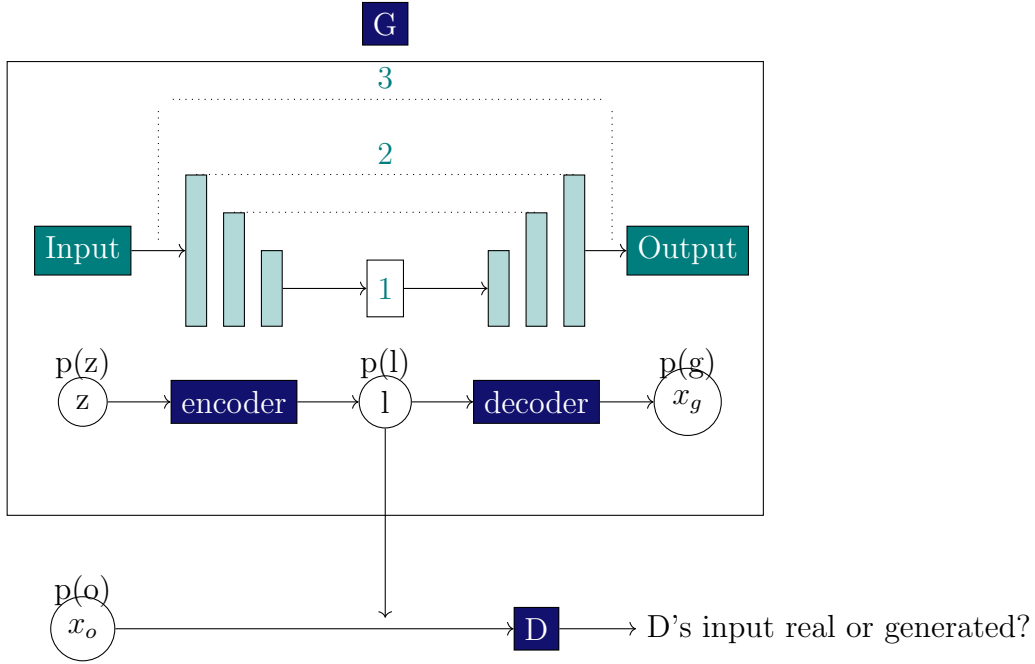 G
3
2
Input
1
Output
p(z)
p(l)
p(g)
z
encoder
l
decoder
x_g
p(o)
x_o
D
D's input real or generated?